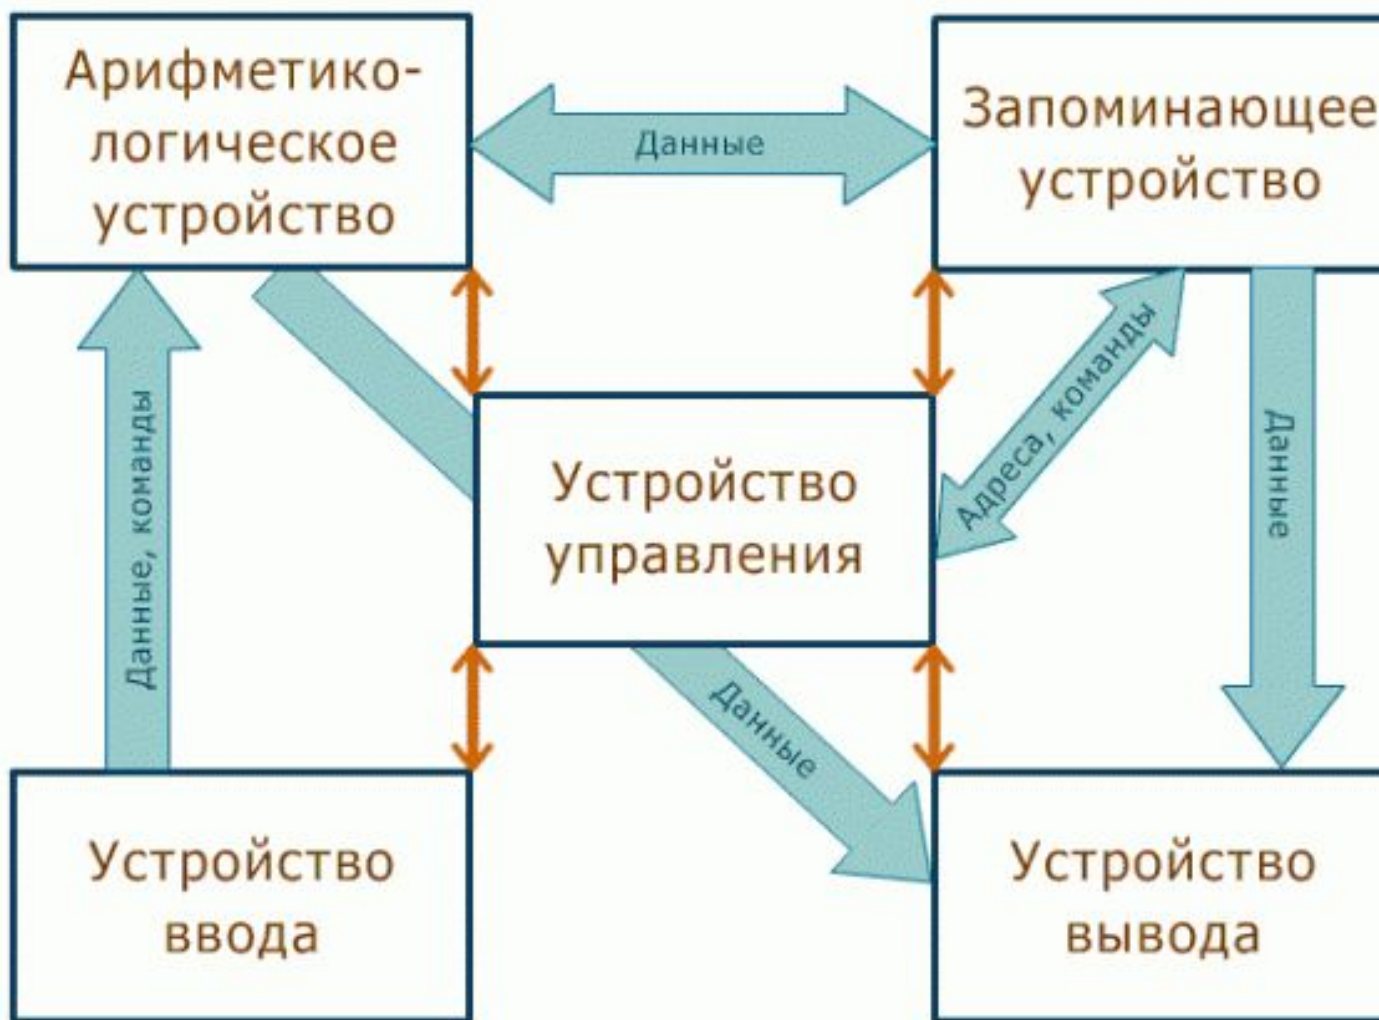 Арифметико-
логическое
устройство
Данные
Запоминающее
устройство
Данные, команды
Устройство
управления
Адреса, команды
Данные
Данные
Устройство
ввода
Устройство
вывода